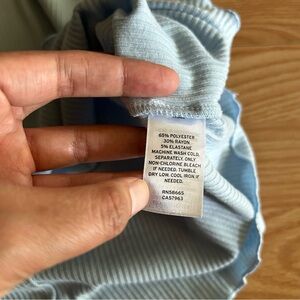 65% POLYESTER
30% RAYON
5% ELASTANE
MACHINE WASH COLD,
SEPARATELY. ONLY
NON-CHLORINE BLEACH
IF NEEDED. TUMBLE
DRY LOW. COOL IRON IF
NEEDED.
RN58665
CA57963